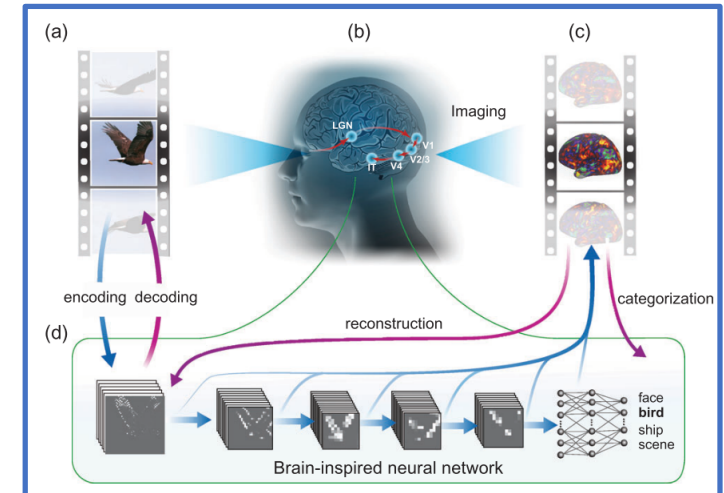 (a)
(b)
(c)
Imaging
LGN
V1
V2/3
V4
IT
encoding decoding
categorization
reconstruction
(d)
face
bird
ship
scene
Brain-inspired neural network